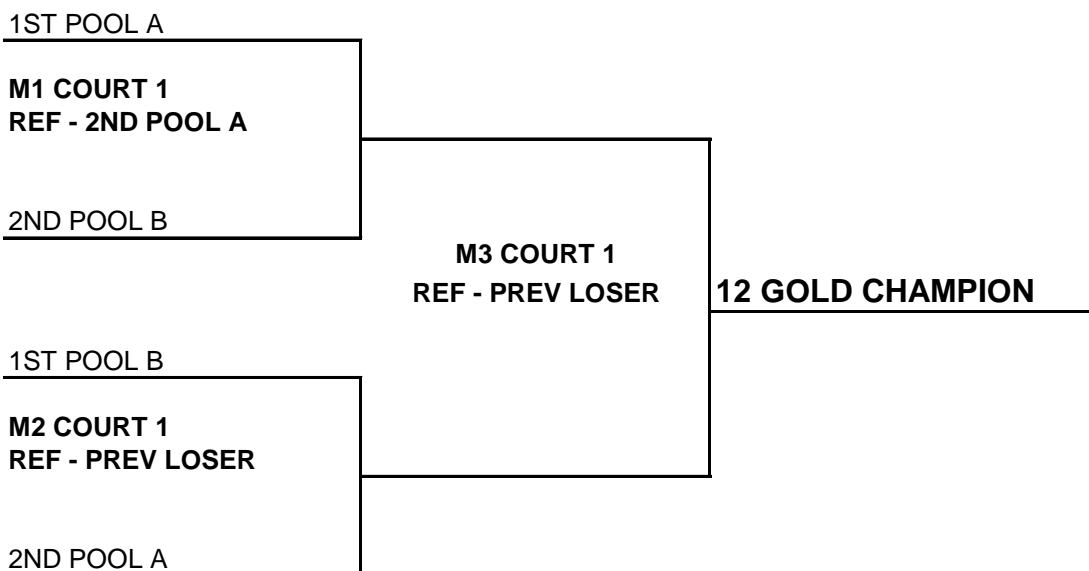 1ST POOL A
M1 COURT 1
REF - 2ND POOL A
2ND POOL B
M3 COURT 1
REF - PREV LOSER
12 GOLD CHAMPION
1ST POOL B
M2 COURT 1
REF - PREV LOSER
2ND POOL A